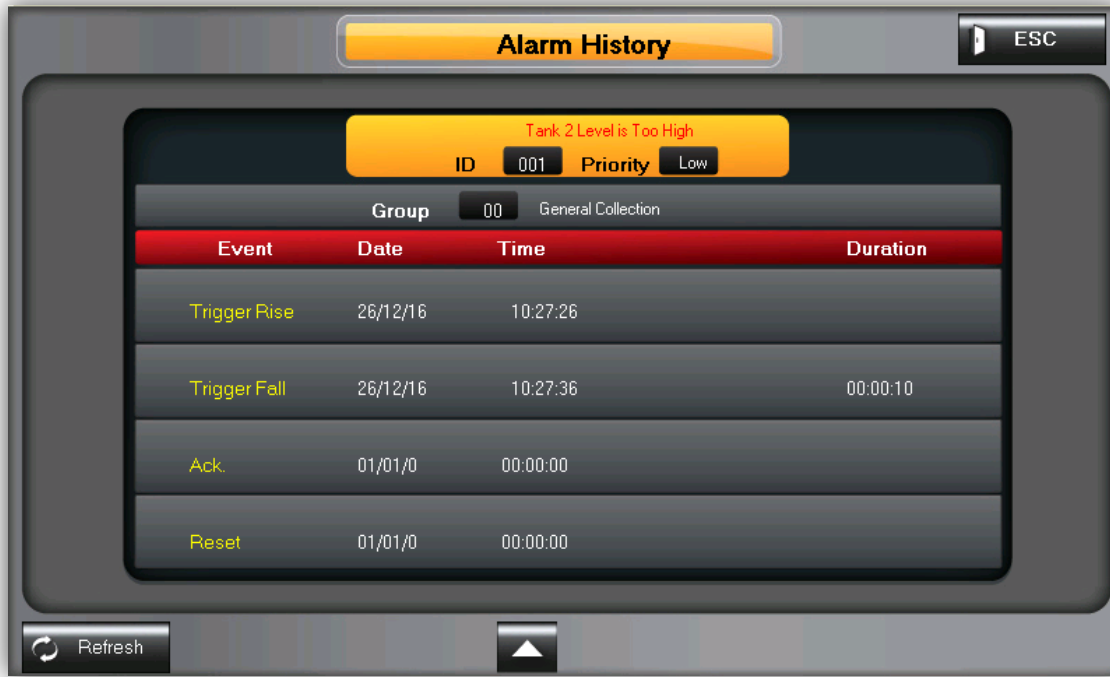 Alarm History
ESC
Tank 2 Level is Too High
ID 001 Priority Low
Group 00 General Collection
Event Date Time Duration
Trigger Rise 26/12/16 10:27:26
Trigger Fall 26/12/16 10:27:36 00:00:10
Ack. 01/01/0 00:00:00
Reset 01/01/0 00:00:00
Refresh